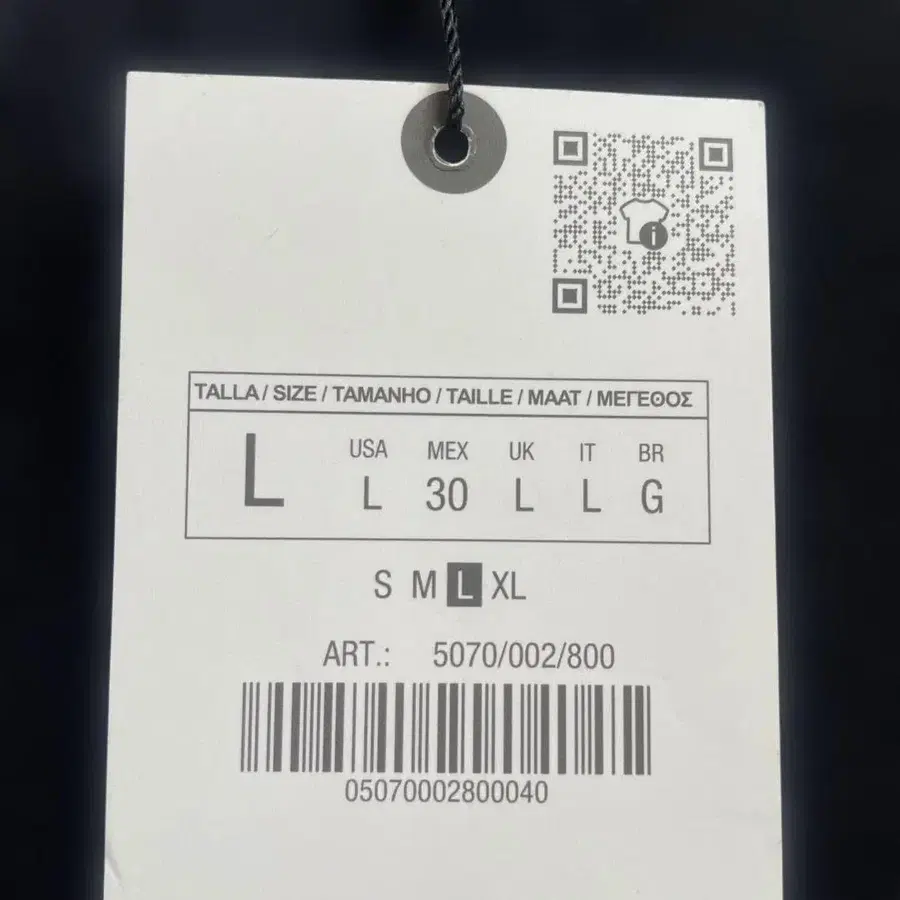 TALLA / SIZE / TAMANHO / TAILLE / MAAT / ΜΕΓΕΘΟΣ
L USA MEX UK IT BR
L 30 L L G
S M L XL
ART.: 5070/002/800
05070002800040